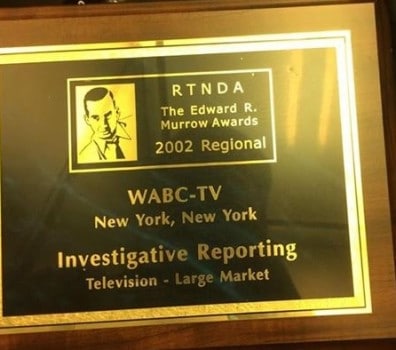 RTNDA
The Edward R.
Murrow Awards
2002 Regional
WABC-TV
New York, New York
Investigative Reporting
Television - Large Market